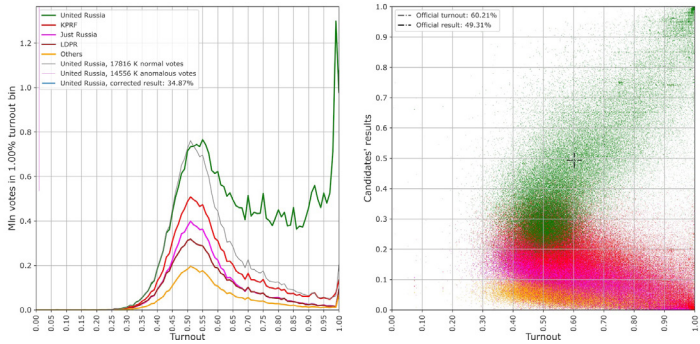 United Russia
KPRF
Just Russia
LDPR
Others
United Russia, 17816 K normal votes
United Russia, 14556 K anomalous votes
United Russia, corrected result: 34.87%
Mln votes in 1.00% turnout bin
1.2
1.0
0.8
0.6
0.4
0.2
0.0
0.00 0.05 0.10 0.15 0.20 0.25 0.30 0.35 0.40 0.45 0.50 0.55 0.60 0.65 0.70 0.75 0.80 0.85 0.90 0.95 1.00
Turnout
Official turnout: 60.21%
Official result: 49.31%
Candidates' results
1.0
0.9
0.8
0.7
0.6
0.5
0.4
0.3
0.2
0.1
0.0
0.0 0.10 0.20 0.30 0.40 0.50 0.60 0.70 0.80 0.90 1.00
Turnout